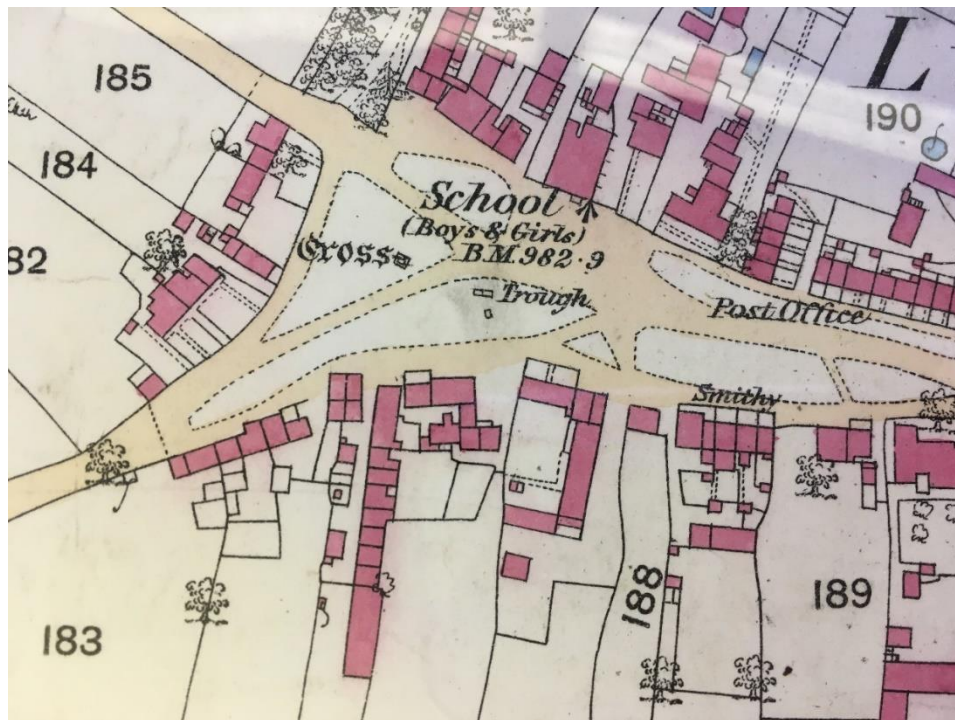 185
L
190
184
82
School
(Boys & Girls)
B.M. 982·9
Cross
Trough
Post Office
Smithy
188
189
183